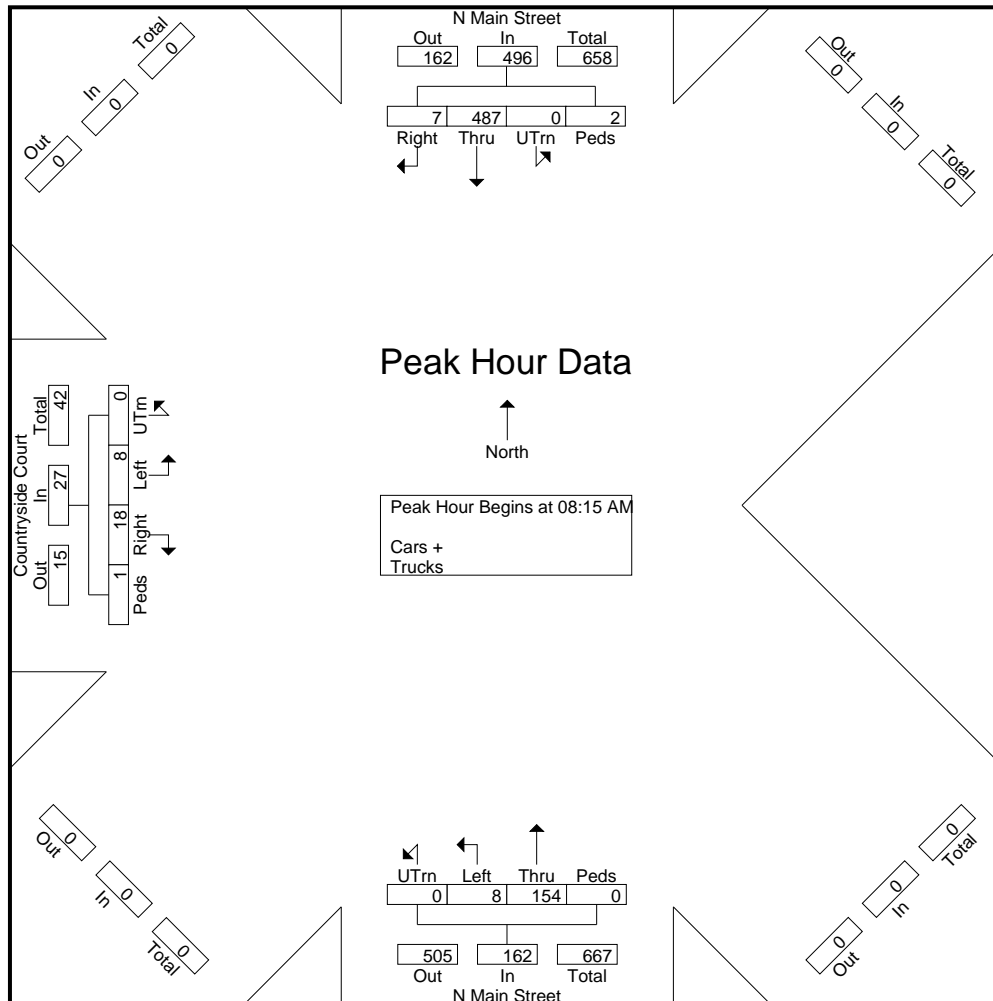 N Main Street
Out In Total
162 496 658
7 487 0 2
Right Thru UTrn Peds
Total
0
In
0
Out
0
Out
0
In
0
Total
0
Countryside Court
Total In Out
42 27 15
0 8 18 1
UTrn Left Right Peds
Peak Hour Data
North
Peak Hour Begins at 08:15 AM
Cars +
Trucks
0
Out
0
In
0
Total
0
Total
0
In
0
Out
UTrn Left Thru Peds
0 8 154 0
505 162 667
Out In Total
N Main Street